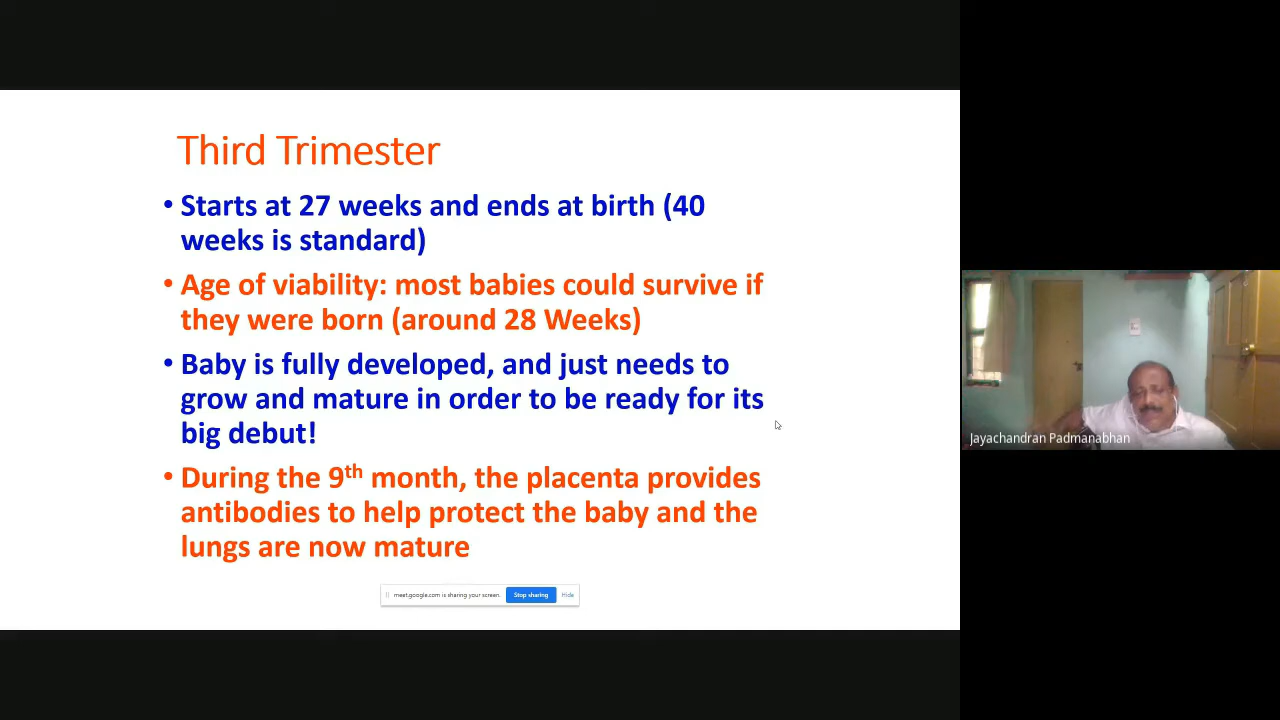 Third Trimester
• Starts at 27 weeks and ends at birth (40
weeks is standard)
• Age of viability: most babies could survive if
they were born (around 28 Weeks)
• Baby is fully developed, and just needs to
grow and mature in order to be ready for its
big debut!
• During the 9th month, the placenta provides
antibodies to help protect the baby and the
lungs are now mature
meet.google.com is sharing your screen. Stop sharing Hide
Jayachandran Padmanabhan